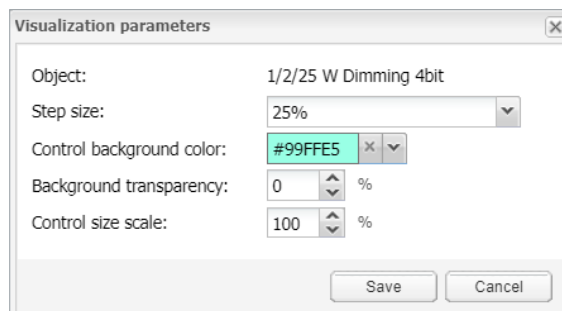 Visualization parameters
Object: 1/2/25 W Dimming 4bit
Step size: 25%
Control background color: #99FFE5
Background transparency: 0 %
Control size scale: 100 %
Save Cancel